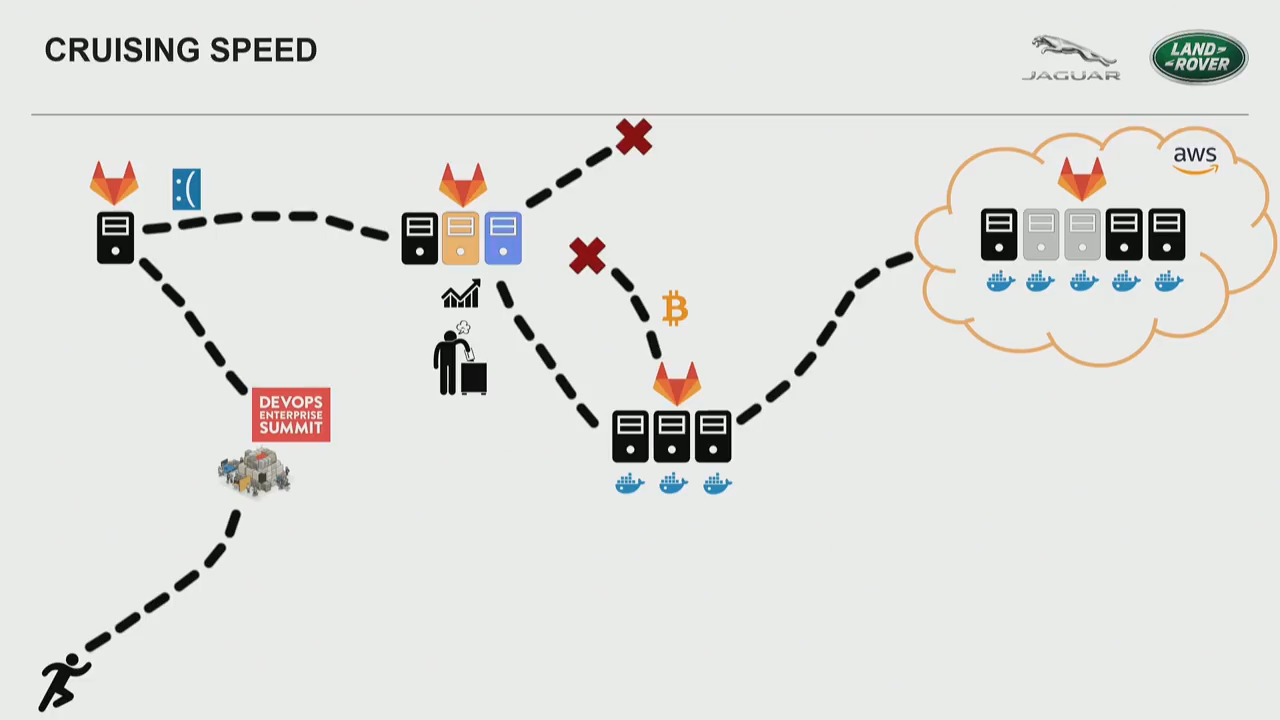 CRUISING SPEED
JAGUAR
LAND-
-ROVER
aws
:(
DEVOPS
ENTERPRISE
SUMMIT